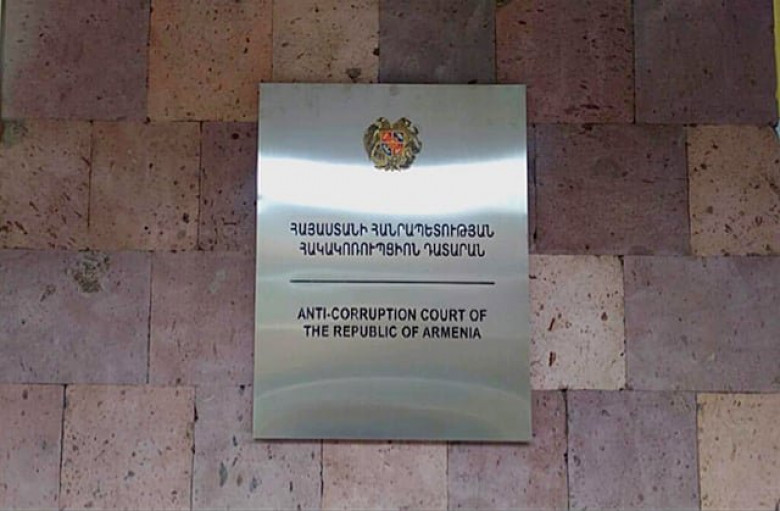 ՀԱՅԱՍՏԱՆԻ ՀԱՆՐԱՊԵՏՈՒԹՅԱՆ
ՀԱԿԱԿՈՌՈՒՊՑԻՈՆ ԴԱՏԱՐԱՆ
ANTI-CORRUPTION COURT OF
THE REPUBLIC OF ARMENIA